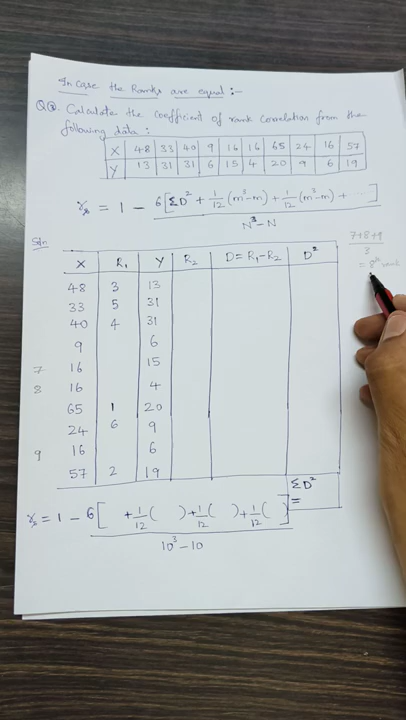 In case the Ranks are equal :-
Q③. Calculate the coefficient of rank correlation from the
following data :
X 48 33 40 9 16 16 65 24 16 57
Y 13 31 31 6 15 4 20 9 6 19
r = 1 - 6[ΣD² + 1/12 (m³-m) + 1/12 (m³-m) + ]
N³ - N
Soln
7+8+9
3
= 8th rank
X R₁ Y R₂ D = R₁-R₂ D²
48 3 13
33 5 31
40 4 31
9 6
7 16 15
8 16 4
65 1 20
24 6 9
9 16 6
57 2 19
ΣD²
=
r = 1 - 6[ + 1/12 ( ) + 1/12 ( ) + 1/12 ( ) ]
10³ - 10